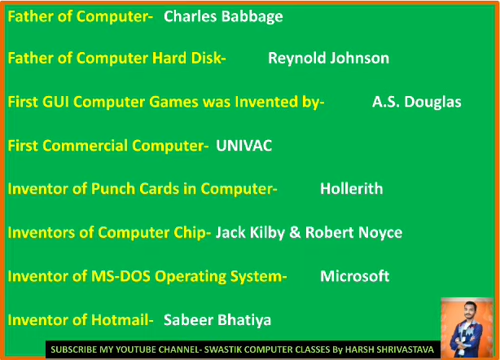 Father of Computer- Charles Babbage
Father of Computer Hard Disk- Reynold Johnson
First GUI Computer Games was Invented by- A.S. Douglas
First Commercial Computer- UNIVAC
Inventor of Punch Cards in Computer- Hollerith
Inventors of Computer Chip- Jack Kilby & Robert Noyce
Inventor of MS-DOS Operating System- Microsoft
Inventor of Hotmail- Sabeer Bhatiya
SUBSCRIBE MY YOUTUBE CHANNEL- SWASTIK COMPUTER CLASSES By HARSH SHRIVASTAVA